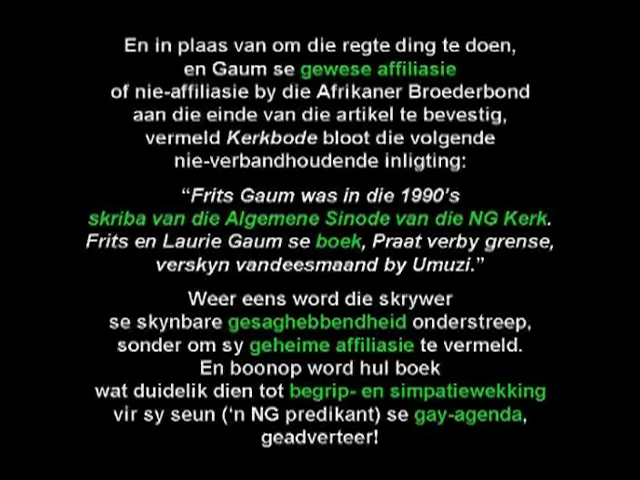 En in plaas van om die regte ding te doen,
en Gaum se gewese affiliasie
of nie-affiliasie by die Afrikaner Broederbond
aan die einde van die artikel te bevestig,
vermeld Kerkbode bloot die volgende
nie-verbandhoudende inligting:
“Frits Gaum was in die 1990’s
skriba van die Algemene Sinode van die NG Kerk.
Frits en Laurie Gaum se boek, Praat verby grense,
verskyn vandeesmaand by Umuzi.”
Weer eens word die skrywer
se skynbare gesaghebbendheid onderstreep,
sonder om sy geheime affiliasie te vermeld.
En boonop word hul boek
wat duidelik dien tot begrip- en simpatiewekking
vir sy seun (‘n NG predikant) se gay-agenda,
geadverteer!